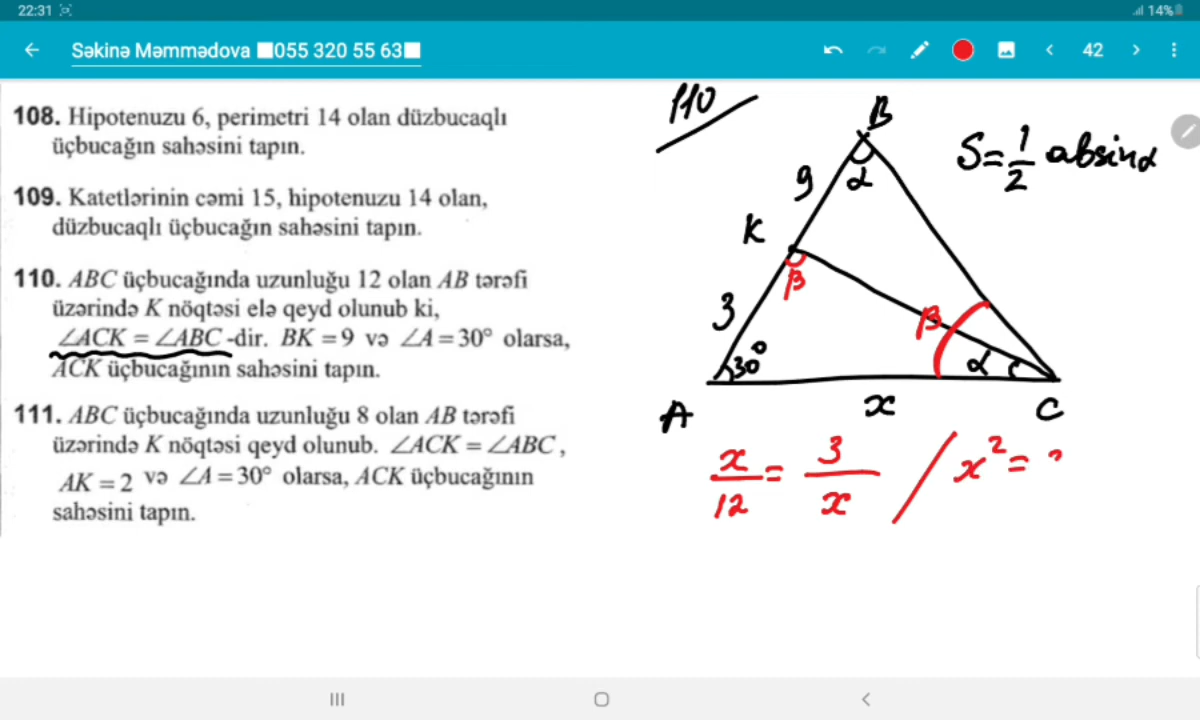 22:31
14%
Səkinə Məmmədova 055 320 55 63
42
108. Hipotenuzu 6, perimetri 14 olan düzbucaqlı
üçbucağın sahəsini tapın.
109. Katetlərinin cəmi 15, hipotenuzu 14 olan,
düzbucaqlı üçbucağın sahəsini tapın.
110. ABC üçbucağında uzunluğu 12 olan AB tərəfi
üzərində K nöqtəsi elə qeyd olunub ki,
∠ACK = ∠ABC -dir. BK = 9 və ∠A = 30° olarsa,
ACK üçbucağının sahəsini tapın.
111. ABC üçbucağında uzunluğu 8 olan AB tərəfi
üzərində K nöqtəsi qeyd olunub. ∠ACK = ∠ABC,
AK = 2 və ∠A = 30° olarsa, ACK üçbucağının
sahəsini tapın.
110
B
S=1/2 absinα
9
α
K
β
3
β
30°
α
A
x
C
x/12 = 3/x / x²=